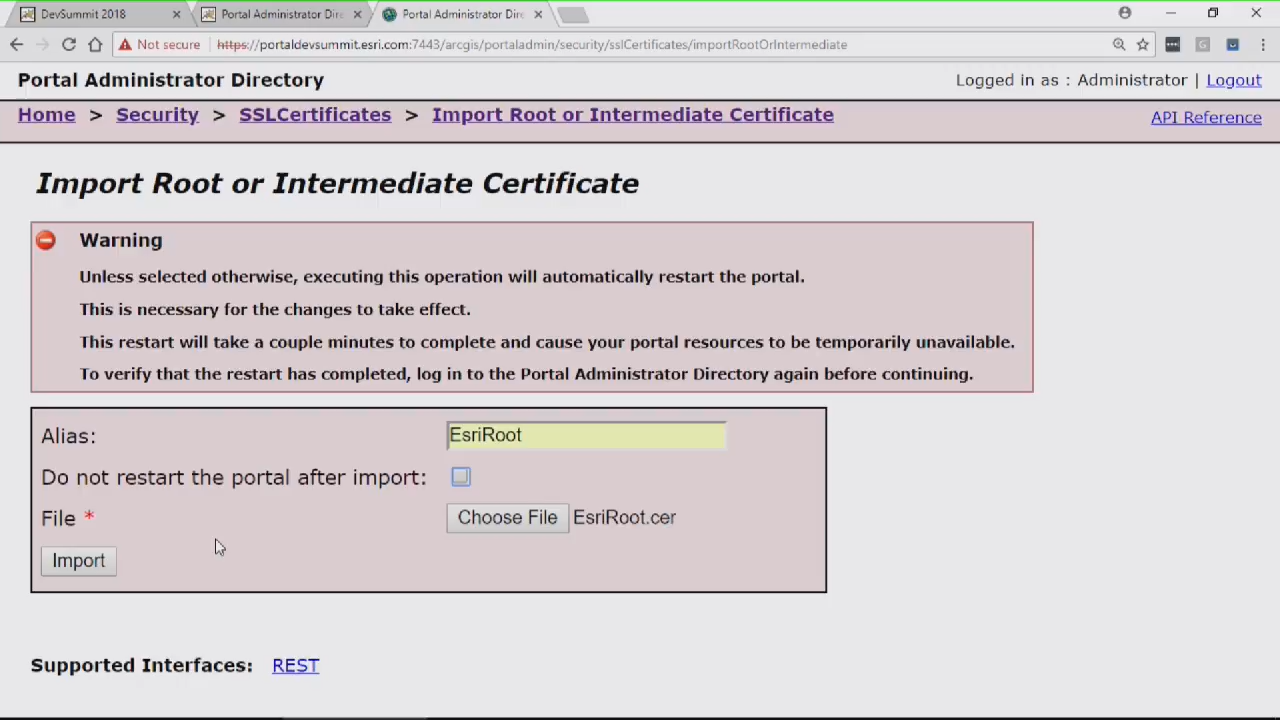 DevSummit 2018
Portal Administrator Dire
Portal Administrator Dire
Not secure https://portaldevsummit.esri.com:7443/arcgis/portaladmin/security/sslCertificates/importRootOrIntermediate
Portal Administrator Directory
Logged in as : Administrator | Logout
Home > Security > SSLCertificates > Import Root or Intermediate Certificate
API Reference
Import Root or Intermediate Certificate
Warning
Unless selected otherwise, executing this operation will automatically restart the portal.
This is necessary for the changes to take effect.
This restart will take a couple minutes to complete and cause your portal resources to be temporarily unavailable.
To verify that the restart has completed, log in to the Portal Administrator Directory again before continuing.
Alias: EsriRoot
Do not restart the portal after import:
File * Choose File EsriRoot.cer
Import
Supported Interfaces: REST